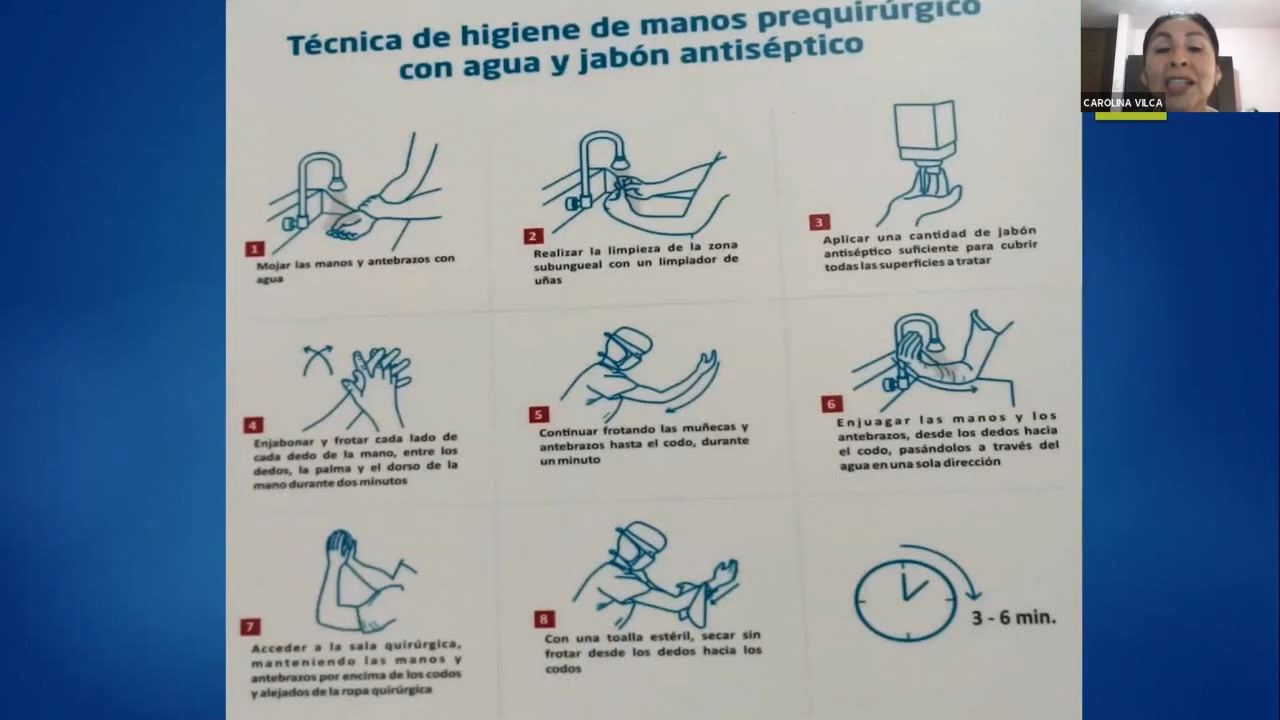 Técnica de higiene de manos prequirúrgico
con agua y jabón antiséptico
CAROLINA VILCA
1
Mojar las manos y antebrazos con
agua
2
Realizar la limpieza de la zona
subungueal con un limpiador de
uñas
3
Aplicar una cantidad de jabón
antiséptico suficiente para cubrir
todas las superficies a tratar
4
Enjabonar y frotar cada lado de
cada dedo de la mano, entre los
dedos, la palma y el dorso de la
mano durante dos minutos
5
Continuar frotando las muñecas y
antebrazos hasta el codo, durante
un minuto
6
Enjuagar las manos y los
antebrazos, desde los dedos hacia
el codo, pasándolos a través del
agua en una sola dirección
7
Acceder a la sala quirúrgica,
manteniendo las manos y
antebrazos por encima de los codos
y alejados de la ropa quirúrgica
8
Con una toalla estéril, secar sin
frotar desde los dedos hacia los
codos
3 - 6 min.